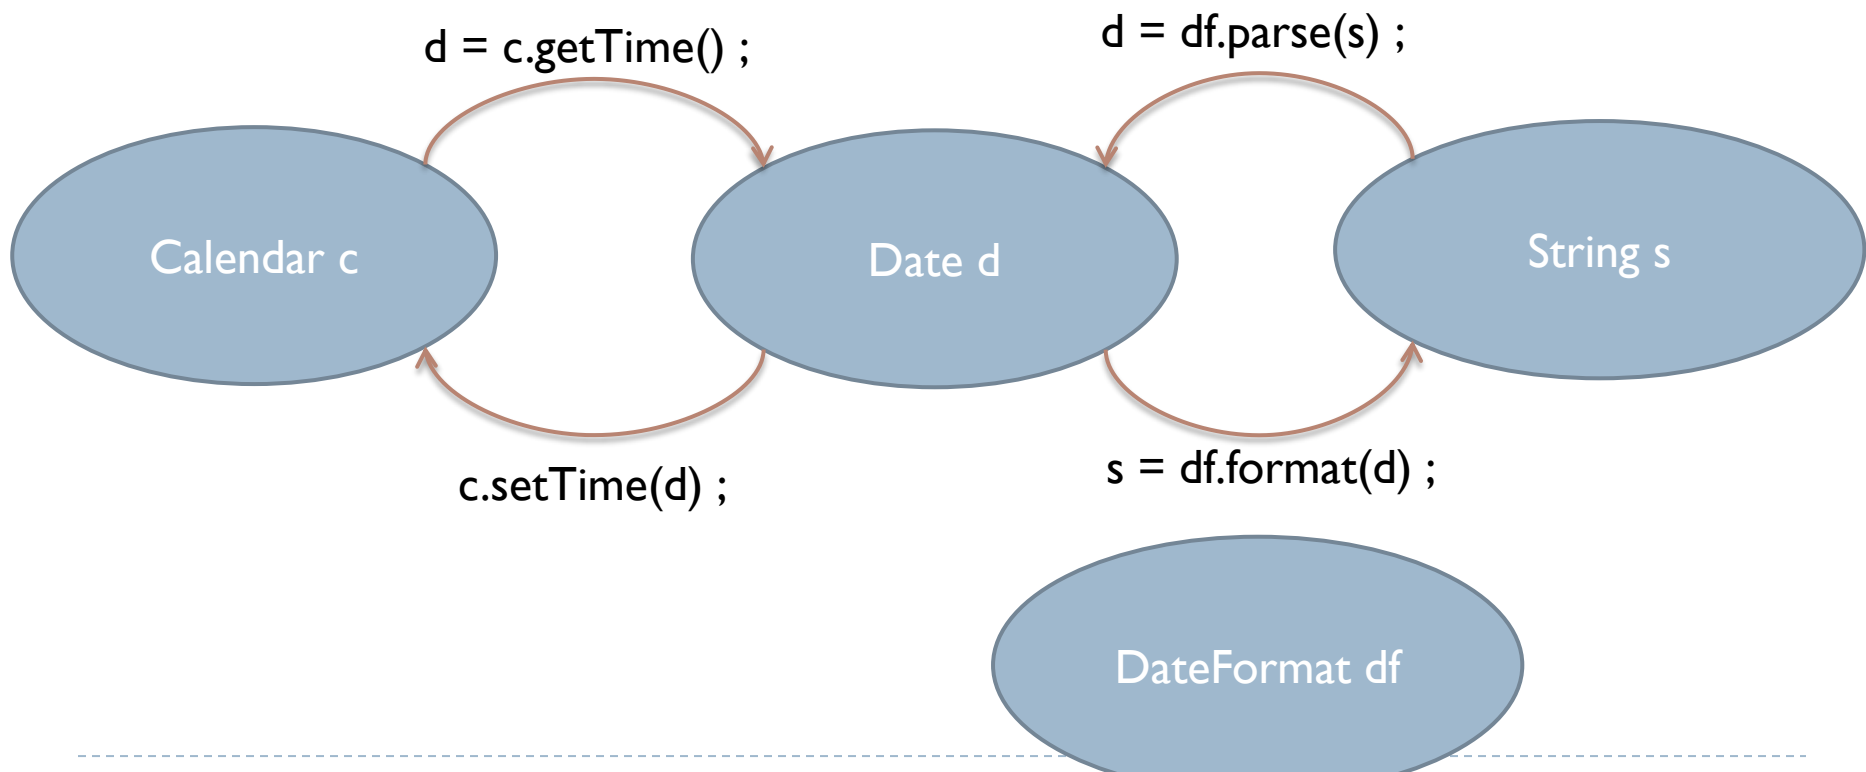 d = c.getTime() ;
d = df.parse(s) ;
Calendar c
Date d
String s
c.setTime(d) ;
s = df.format(d) ;
DateFormat df